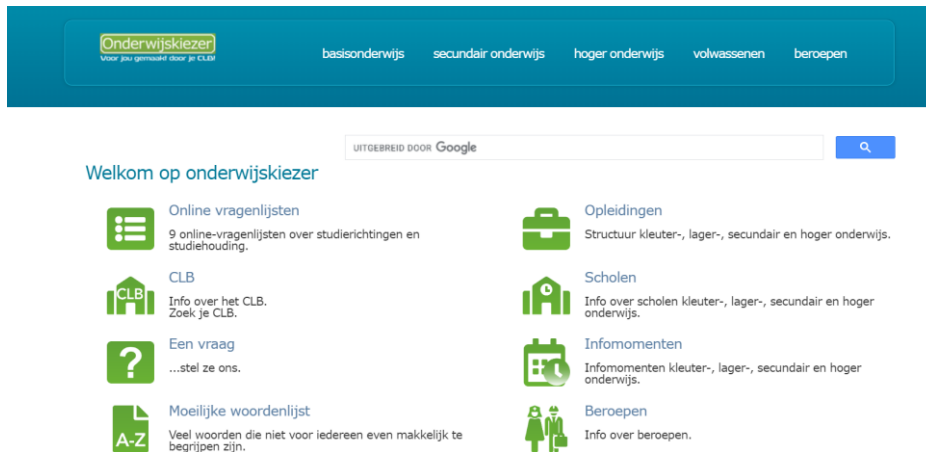 Onderwijskiezer
Voor jou gemaakt door je CLB!
basisonderwijs secundair onderwijs hoger onderwijs volwassenen beroepen
UITGEBREID DOOR Google
Welkom op onderwijskiezer
Online vragenlijsten
9 online-vragenlijsten over studierichtingen en
studiehouding.
CLB
CLB
Info over het CLB.
Zoek je CLB.
?
Een vraag
...stel ze ons.
A-Z
Moeilijke woordenlijst
Veel woorden die niet voor iedereen even makkelijk te
begrijpen zijn.
Opleidingen
Structuur kleuter-, lager-, secundair en hoger onderwijs.
Scholen
Info over scholen kleuter-, lager-, secundair en hoger
onderwijs.
Infomomenten
Infomomenten kleuter-, lager-, secundair en hoger
onderwijs.
Beroepen
Info over beroepen.